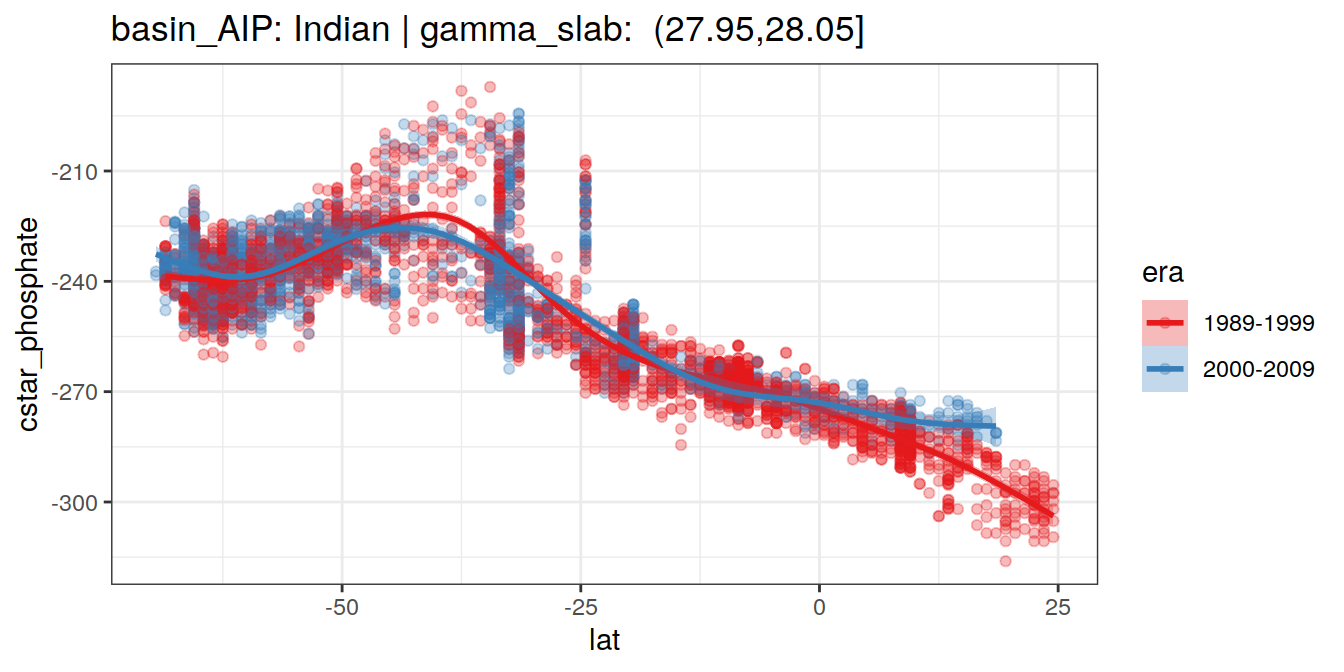 basin_AIP: Indian | gamma_slab:  (27.95,28.05]
cstar_phosphate
-210
-240
-270
-300
-50
-25
0
25
lat
era
1989-1999
2000-2009